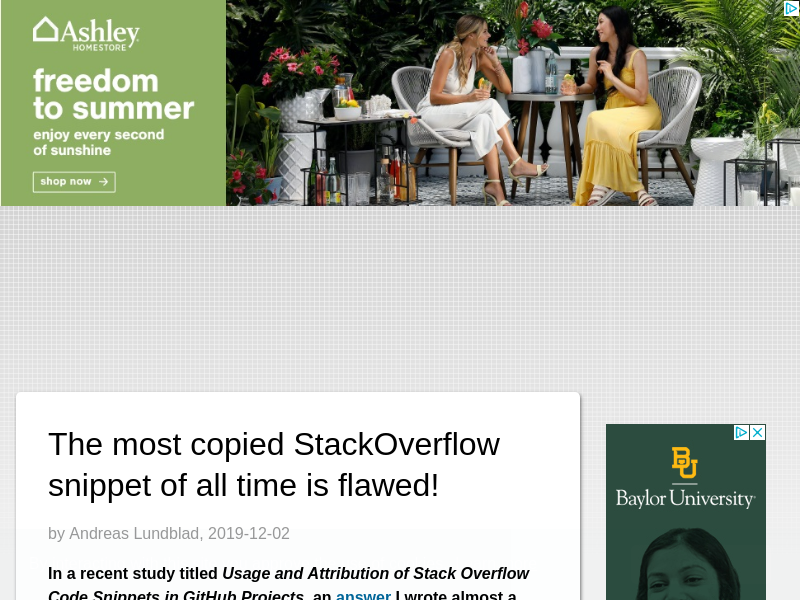 Ashley
HOMESTORE
freedom
to summer
enjoy every second
of sunshine
shop now →
The most copied StackOverflow
snippet of all time is flawed!
by Andreas Lundblad, 2019-12-02
In a recent study titled Usage and Attribution of Stack Overflow
Code Snippets in GitHub Projects, an answer I wrote almost a
BU
Baylor University